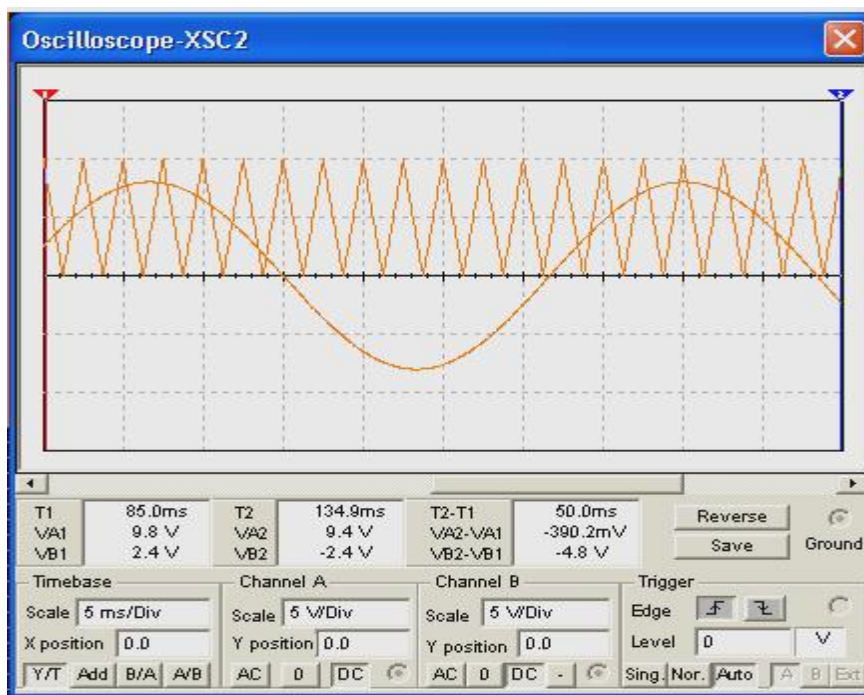 Oscilloscope-XSC2
1 2
T1 85.0ms T2 134.9ms T2-T1 50.0ms Reverse
VA1 9.8 V VA2 9.4 V VA2-VA1 -390.2mV
VB1 2.4 V VB2 -2.4 V VB2-VB1 -4.8 V Save Ground
Timebase Channel A Channel B Trigger
Scale 5 ms/Div Scale 5 V/Div Scale 5 V/Div Edge
X position 0.0 Y position 0.0 Y position 0.0 Level 0 V
Y/T Add B/A A/B AC 0 DC AC 0 DC - Sing. Nor. Auto A B Ext